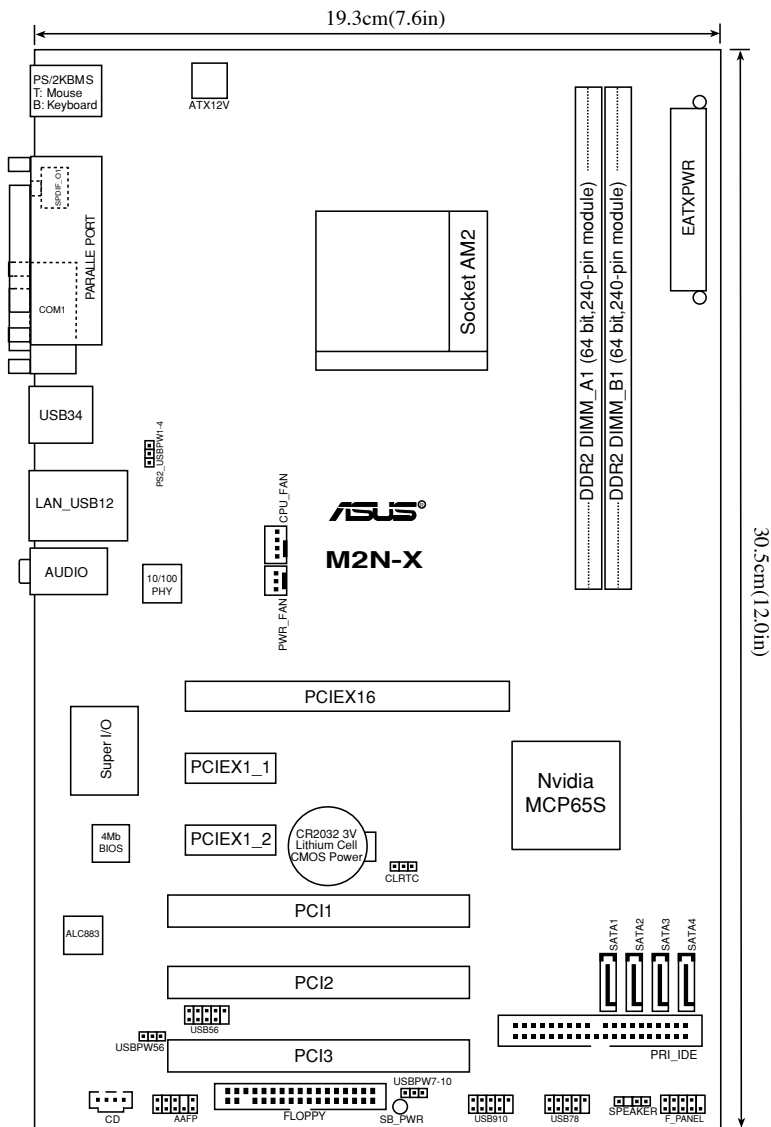 19.3cm(7.6in)
PS/2KBMS
T: Mouse
B: Keyboard
ATX12V
SPDIF_O1
PARALLE PORT
COM1
Socket AM2
DDR2 DIMM_A1 (64 bit,240-pin module)
DDR2 DIMM_B1 (64 bit,240-pin module)
EATXPWR
USB34
PS2_USBPW1-4
LAN_USB12
CPU_FAN
ASUS®
M2N-X
30.5cm(12.0in)
AUDIO
10/100
PHY
PWR_FAN
PCIEX16
Super I/O
PCIEX1_1
Nvidia
MCP65S
4Mb
BIOS
PCIEX1_2
CR2032 3V
Lithium Cell
CMOS Power
CLRTC
PCI1
ALC883
SATA1
SATA2
SATA3
SATA4
PCI2
USB56
USBPW56
PCI3
PRI_IDE
USBPW7-10
CD
AAFP
FLOPPY
SB_PWR
USB910
USB78
SPEAKER
F_PANEL